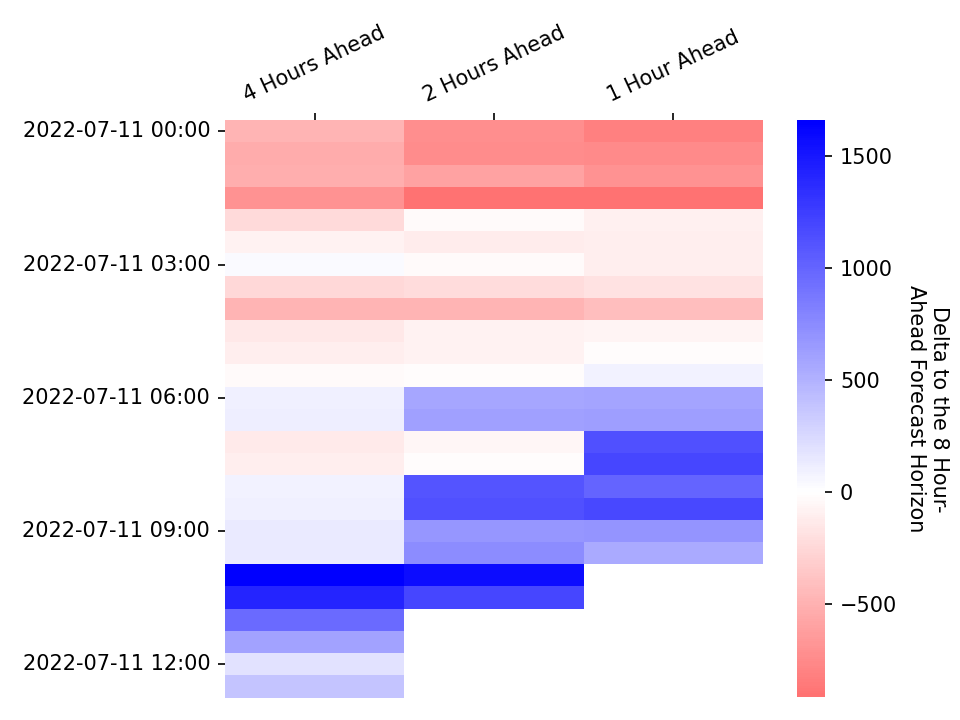 4 Hours Ahead
2 Hours Ahead
1 Hour Ahead
2022-07-11 00:00
2022-07-11 03:00
2022-07-11 06:00
2022-07-11 09:00
2022-07-11 12:00
1500
1000
500
0
−500
Delta to the 8 Hour-
Ahead Forecast Horizon